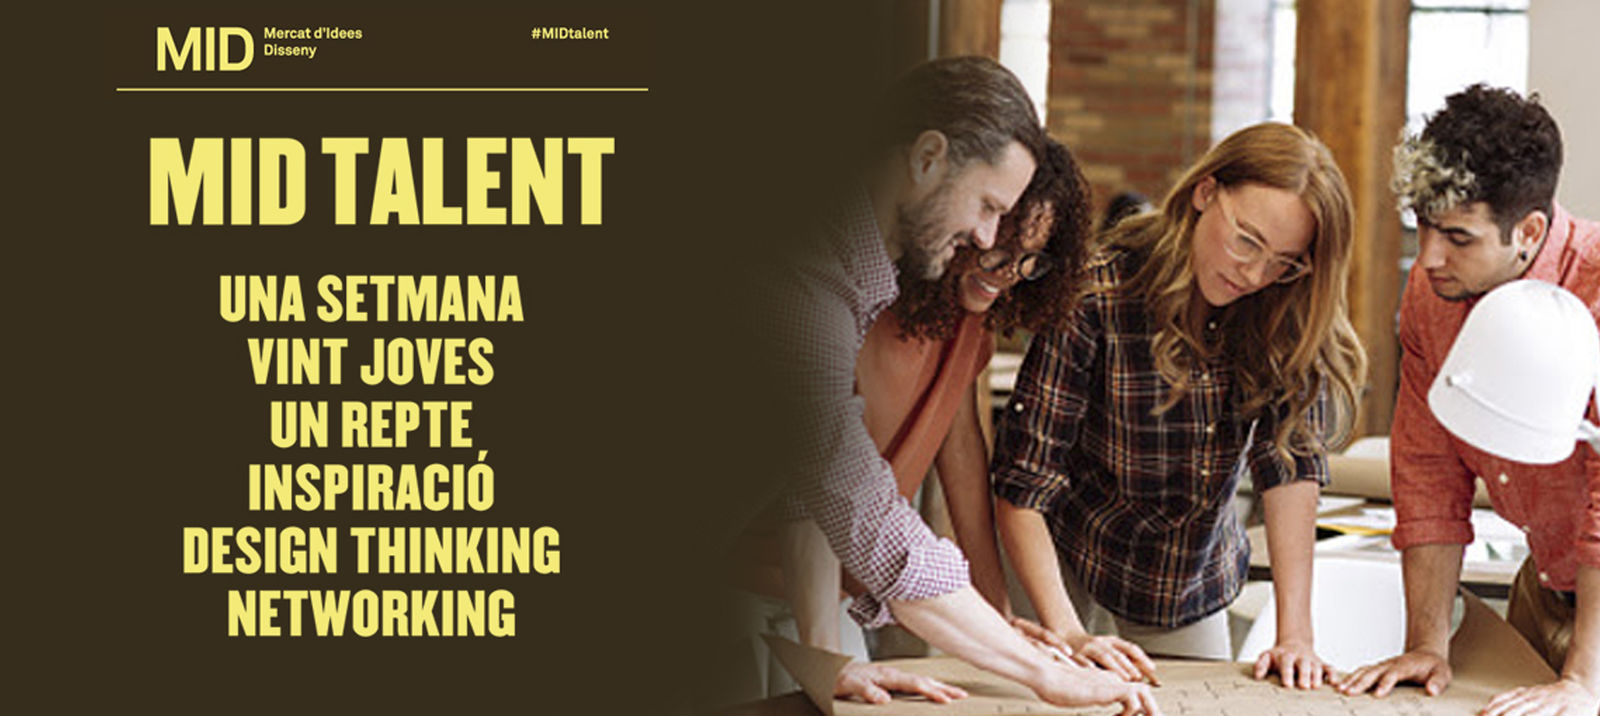 MID
Mercat d'Idees
Disseny
#MIDtalent
MID TALENT
UNA SETMANA
VINT JOVES
UN REPTE
INSPIRACIÓ
DESIGN THINKING
NETWORKING